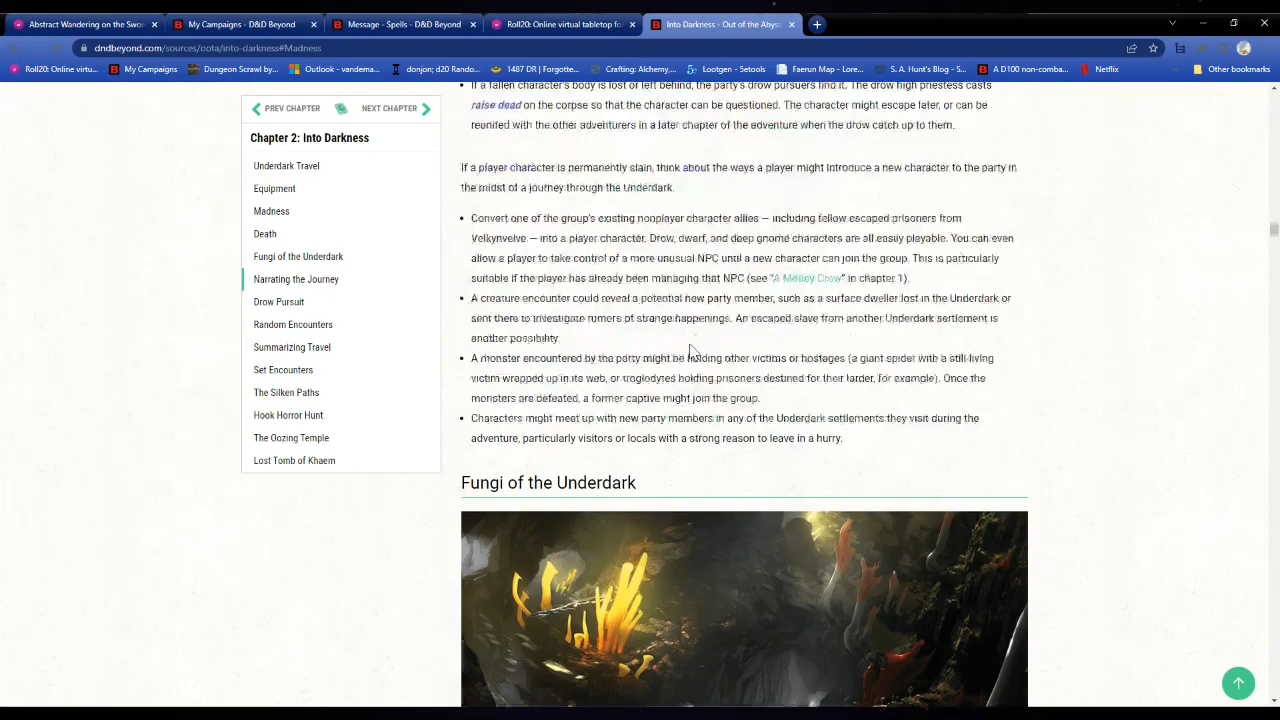 Abstract Wandering on the Swor
My Campaigns - D&D Beyond
Message - Spells - D&D Beyond
Roll20: Online virtual tabletop fo
Into Darkness - Out of the Abys
dndbeyond.com/sources/oota/into-darkness#Madness
Roll20: Online virtu...
My Campaigns
Dungeon Scrawl by...
Outlook - vandema...
donjon; d20 Rando...
1487 DR | Forgotte...
Crafting: Alchemy,...
Lootgen - 5etools
Faerun Map - Lore...
S. A. Hunt's Blog - S...
A D100 non-comba...
Netflix
Other bookmarks
PREV CHAPTER
NEXT CHAPTER
Chapter 2: Into Darkness
Underdark Travel
Equipment
Madness
Death
Fungi of the Underdark
Narrating the Journey
Drow Pursuit
Random Encounters
Summarizing Travel
Set Encounters
The Silken Paths
Hook Horror Hunt
The Oozing Temple
Lost Tomb of Khaem
If a fallen character's body is lost or left behind, the party's drow pursuers find it. The drow high priestess casts
raise dead on the corpse so that the character can be questioned. The character might escape later, or can be
reunited with the other adventurers in a later chapter of the adventure when the drow catch up to them.
If a player character is permanently slain, think about the ways a player might introduce a new character to the party in
the midst of a journey through the Underdark.
Convert one of the group's existing nonplayer character allies — including fellow escaped prisoners from
Velkynvelve — into a player character. Drow, dwarf, and deep gnome characters are all easily playable. You can even
allow a player to take control of a more unusual NPC until a new character can join the group. This is particularly
suitable if the player has already been managing that NPC (see “A Motley Crew” in chapter 1).
A creature encounter could reveal a potential new party member, such as a surface dweller lost in the Underdark or
sent there to investigate rumors of strange happenings. An escaped slave from another Underdark settlement is
another possibility.
A monster encountered by the party might be holding other victims or hostages (a giant spider with a still-living
victim wrapped up in its web, or troglodytes holding prisoners destined for their larder, for example). Once the
monsters are defeated, a former captive might join the group.
Characters might meet up with new party members in any of the Underdark settlements they visit during the
adventure, particularly visitors or locals with a strong reason to leave in a hurry.
Fungi of the Underdark